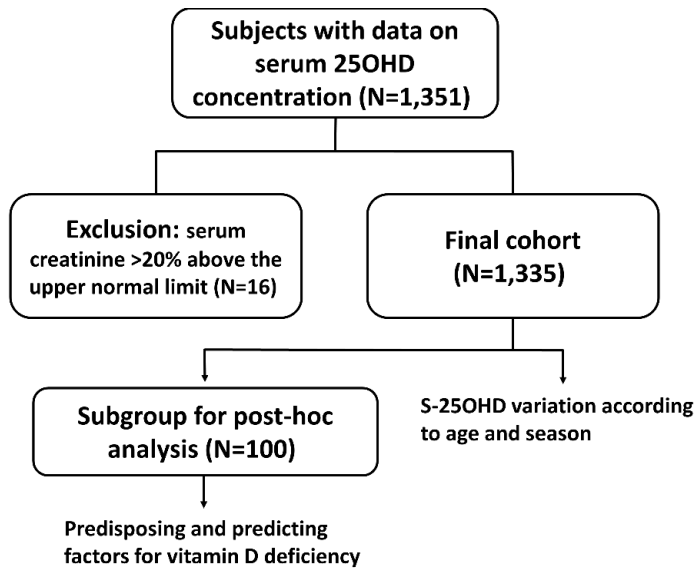 Subjects with data on
serum 25OHD
concentration (N=1,351)
Exclusion: serum
creatinine >20% above the
upper normal limit (N=16)
Final cohort
(N=1,335)
Subgroup for post-hoc
analysis (N=100)
S-25OHD variation according
to age and season
Predisposing and predicting
factors for vitamin D deficiency